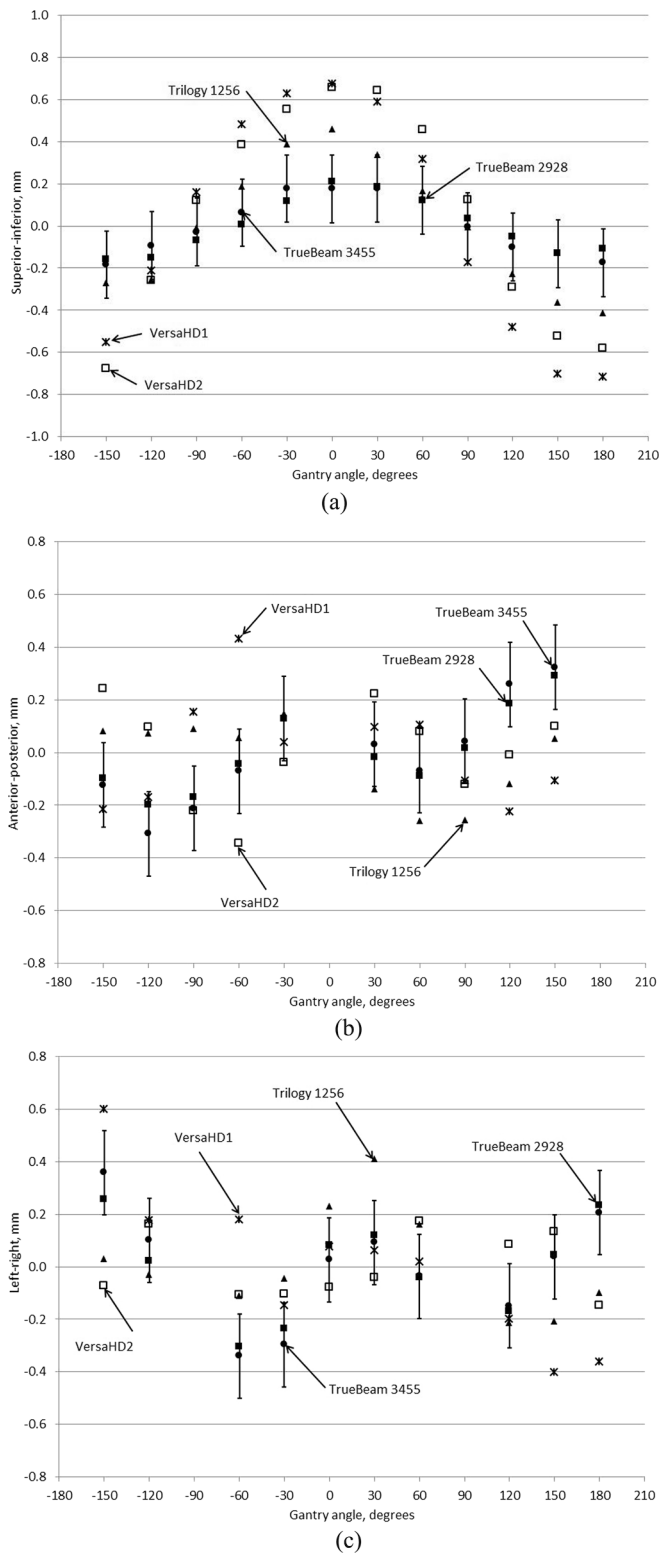 1.0
0.8
0.6
0.4
0.2
0.0
-0.2
-0.4
-0.6
-0.8
-1.0
Superior-inferior, mm
Trilogy 1256
TrueBeam 2928
TrueBeam 3455
VersaHD1
VersaHD2
-180 -150 -120 -90 -60 -30 0 30 60 90 120 150 180 210
Gantry angle, degrees
(a)
0.8
0.6
0.4
0.2
0.0
-0.2
-0.4
-0.6
-0.8
Anterior-posterior, mm
VersaHD1
TrueBeam 3455
TrueBeam 2928
Trilogy 1256
VersaHD2
-180 -150 -120 -90 -60 -30 0 30 60 90 120 150 180 210
Gantry angle, degrees
(b)
0.8
0.6
0.4
0.2
0.0
-0.2
-0.4
-0.6
-0.8
Left-right, mm
Trilogy 1256
VersaHD1
TrueBeam 2928
VersaHD2
TrueBeam 3455
-180 -150 -120 -90 -60 -30 0 30 60 90 120 150 180 210
Gantry angle, degrees
(c)